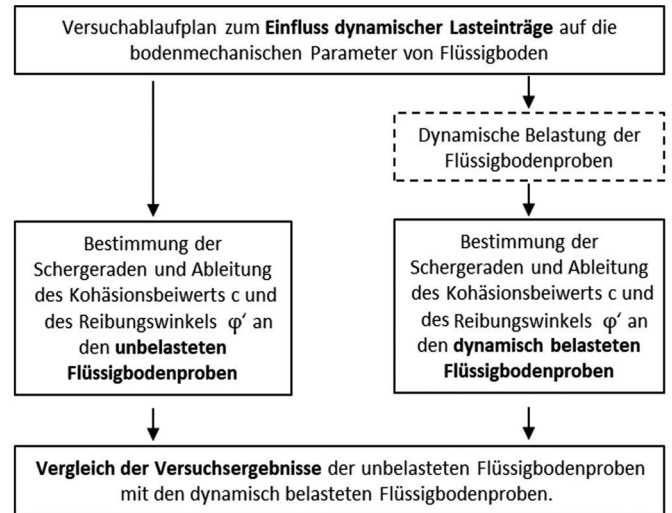 Versuchablaufplan zum Einfluss dynamischer Lasteinträge auf die
bodenmechanischen Parameter von Flüssigboden
Dynamische Belastung der
Flüssigbodenproben
Bestimmung der
Schergeraden und Ableitung
des Kohäsionsbeiwerts c und
des Reibungswinkels φ‘ an
den unbelasteten
Flüssigbodenproben
Bestimmung der
Schergeraden und Ableitung
des Kohäsionsbeiwerts c und
des Reibungswinkels φ‘ an
den dynamisch belasteten
Flüssigbodenproben
Vergleich der Versuchsergebnisse der unbelasteten Flüssigbodenproben
mit den dynamisch belasteten Flüssigbodenproben.